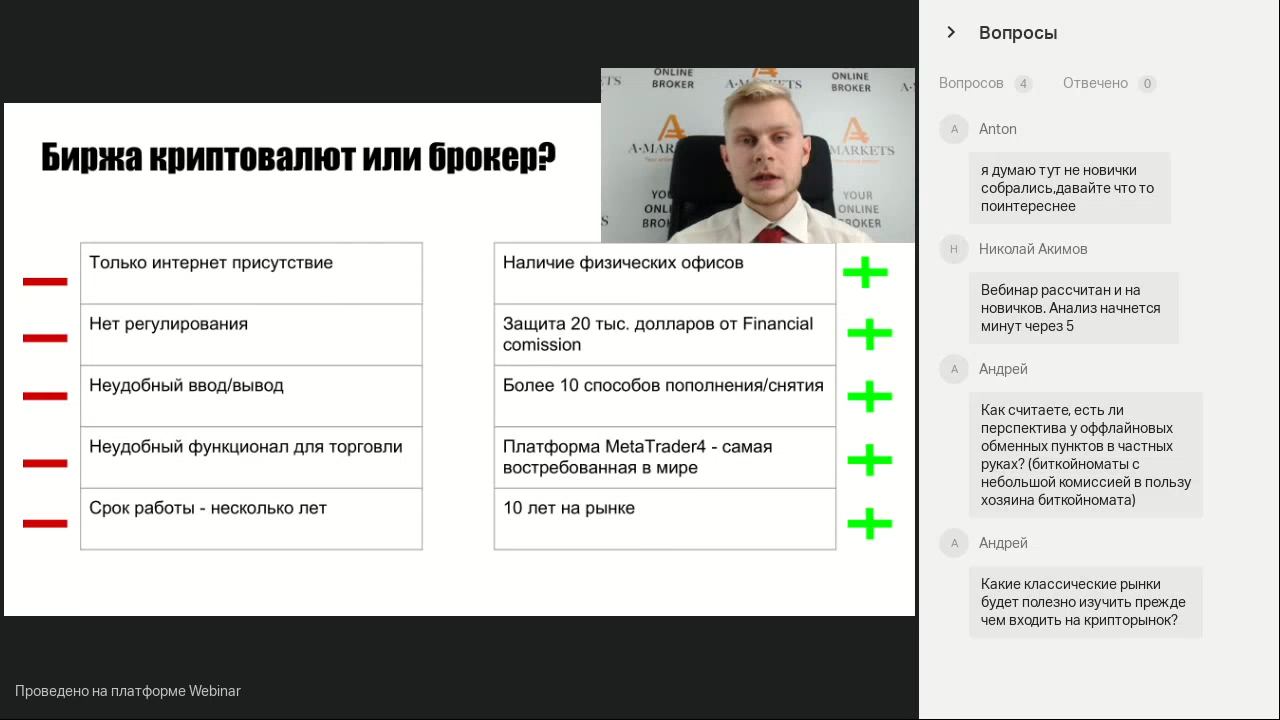 Биржа криптовалют или брокер?
ONLINE
BROKER
A-MARKETS
ONLINE
BROKER
A-MARKETS
MARKETS
YOUR
ONLINE
BROKER
Только интернет присутствие
Нет регулирования
Неудобный ввод/вывод
Неудобный функционал для торговли
Срок работы - несколько лет
Наличие физических офисов
Защита 20 тыс. долларов от Financial
comission
Более 10 способов пополнения/снятия
Платформа MetaTrader4 - самая
востребованная в мире
10 лет на рынке
Проведено на платформе Webinar
Вопросы
Вопросов 4 Отвечено 0
A Anton
я думаю тут не новички
собрались,давайте что то
поинтереснее
Н Николай Акимов
Вебинар рассчитан и на
новичков. Анализ начнется
минут через 5
А Андрей
Как считаете, есть ли
перспектива у оффлайновых
обменных пунктов в частных
руках? (биткойноматы с
небольшой комиссией в пользу
хозяина биткойномата)
А Андрей
Какие классические рынки
будет полезно изучить прежде
чем входить на крипторынок?